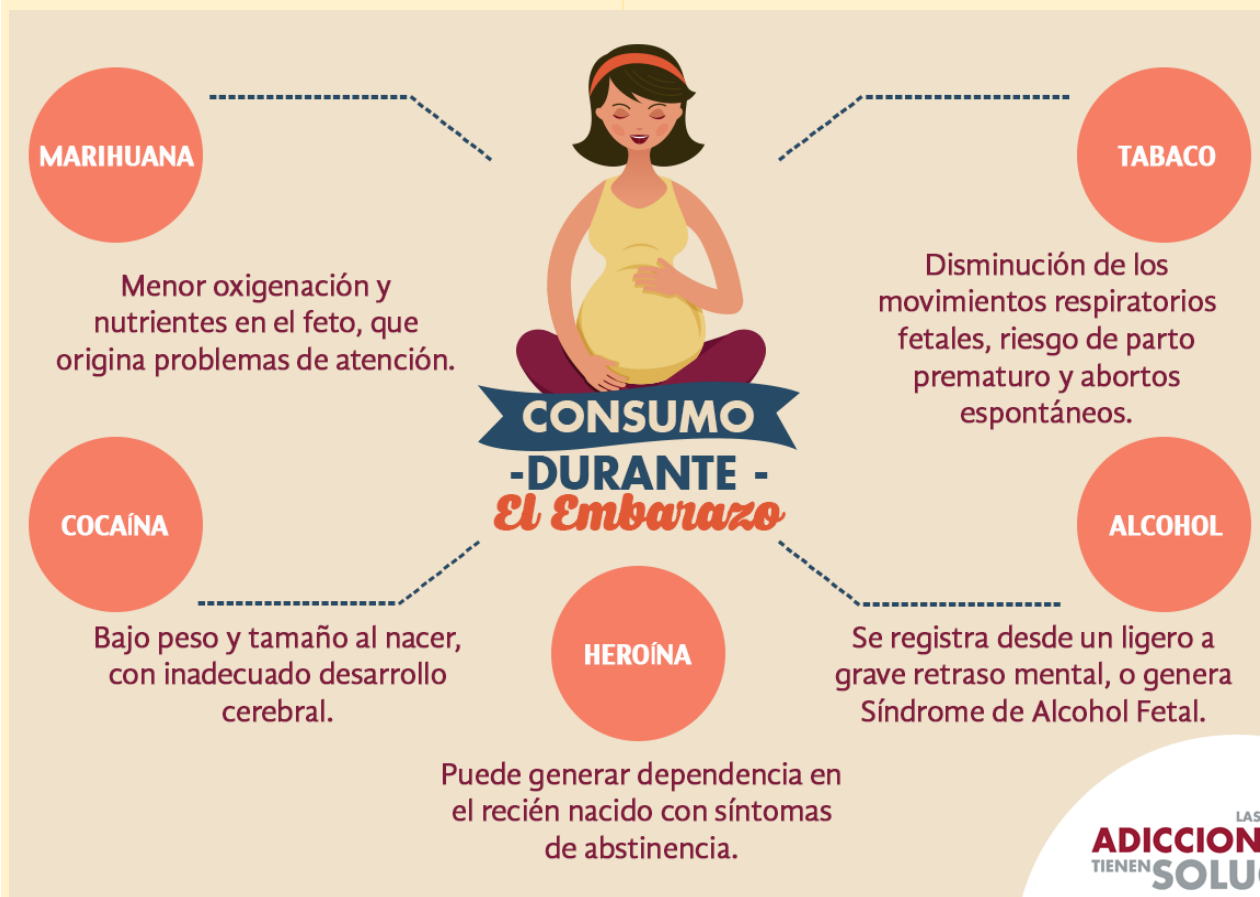 MARIHUANA
Menor oxigenación y
nutrientes en el feto, que
origina problemas de atención.
TABACO
Disminución de los
movimientos respiratorios
fetales, riesgo de parto
prematuro y abortos
espontáneos.
CONSUMO
-DURANTE -
El Embarazo
COCAÍNA
Bajo peso y tamaño al nacer,
con inadecuado desarrollo
cerebral.
HEROÍNA
Puede generar dependencia en
el recién nacido con síntomas
de abstinencia.
ALCOHOL
Se registra desde un ligero a
grave retraso mental, o genera
Síndrome de Alcohol Fetal.
LAS
ADICCION
TIENEN SOLU